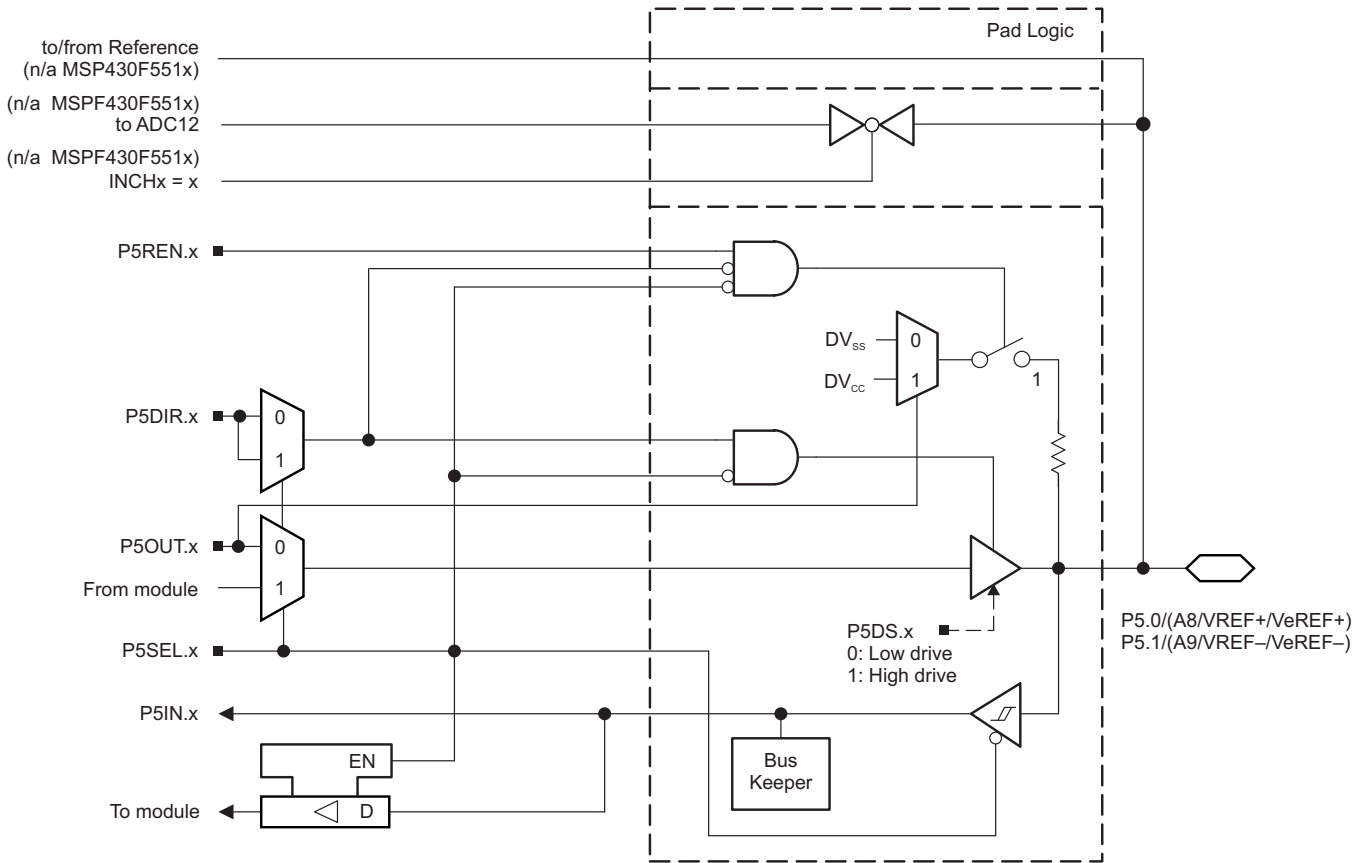 Pad Logic
to/from Reference
(n/a MSP430F551x)
(n/a MSPF430F551x)
to ADC12
(n/a MSPF430F551x)
INCHx = x
P5REN.x
DVSS
0
DVCC
1
1
P5DIR.x
0
1
P5OUT.x
0
From module
1
P5DS.x
0: Low drive
1: High drive
P5.0/(A8/VREF+/VeREF+)
P5.1/(A9/VREF–/VeREF–)
P5SEL.x
P5IN.x
Bus
Keeper
EN
To module
D